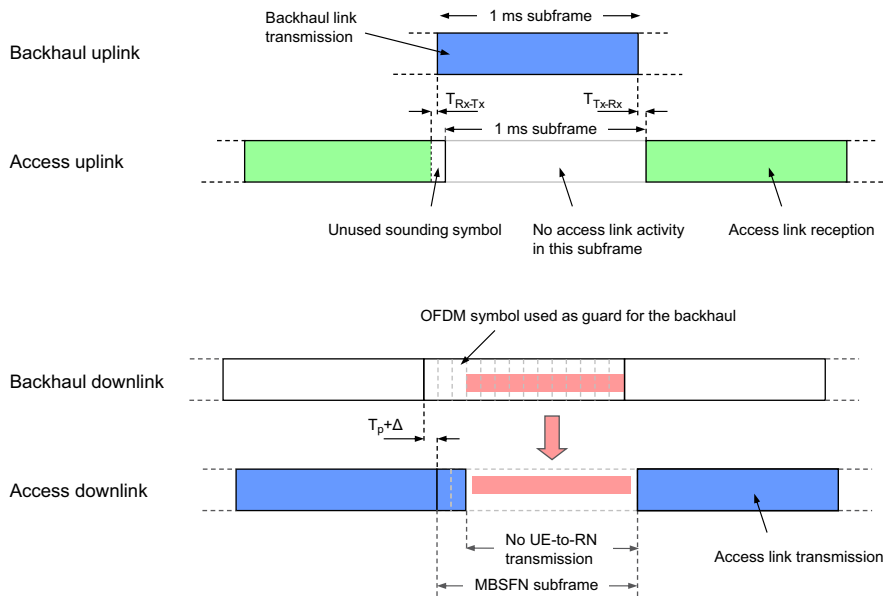 Backhaul link
transmission
1 ms subframe
Backhaul uplink
T_Rx-Tx
T_Tx-Rx
1 ms subframe
Access uplink
Unused sounding symbol
No access link activity
in this subframe
Access link reception
OFDM symbol used as guard for the backhaul
Backhaul downlink
T_p+Δ
Access downlink
No UE-to-RN
transmission
Access link transmission
MBSFN subframe